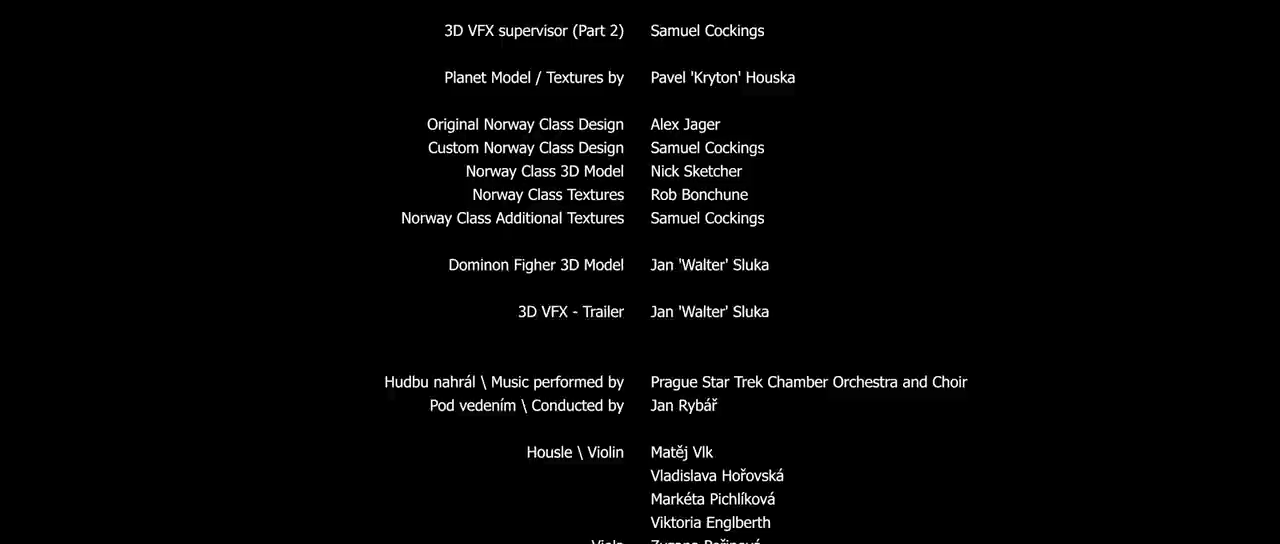 3D VFX supervisor (Part 2) Samuel Cockings
Planet Model / Textures by Pavel 'Kryton' Houska
Original Norway Class Design Alex Jager
Custom Norway Class Design Samuel Cockings
Norway Class 3D Model Nick Sketcher
Norway Class Textures Rob Bonchune
Norway Class Additional Textures Samuel Cockings
Dominon Figher 3D Model Jan 'Walter' Sluka
3D VFX - Trailer Jan 'Walter' Sluka
Hudbu nahrál \ Music performed by Prague Star Trek Chamber Orchestra and Choir
Pod vedením \ Conducted by Jan Rybář
Housle \ Violin Matěj Vlk
Vladislava Hořovská
Markéta Pichlíková
Viktoria Englberth